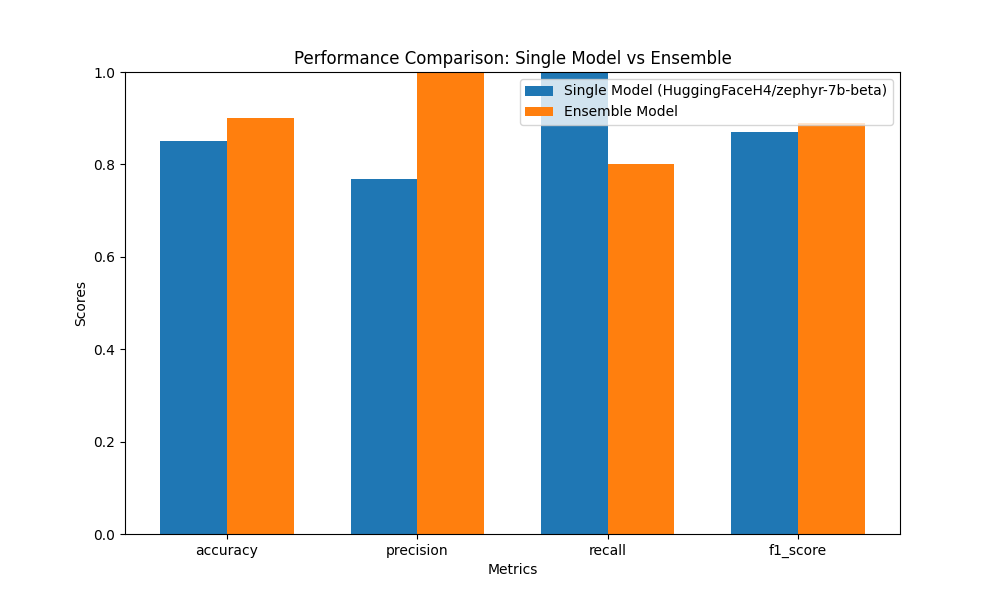 Performance Comparison: Single Model vs Ensemble
Single Model (HuggingFaceH4/zephyr-7b-beta)
Ensemble Model
Scores
1.0
0.8
0.6
0.4
0.2
0.0
accuracy precision recall f1_score
Metrics